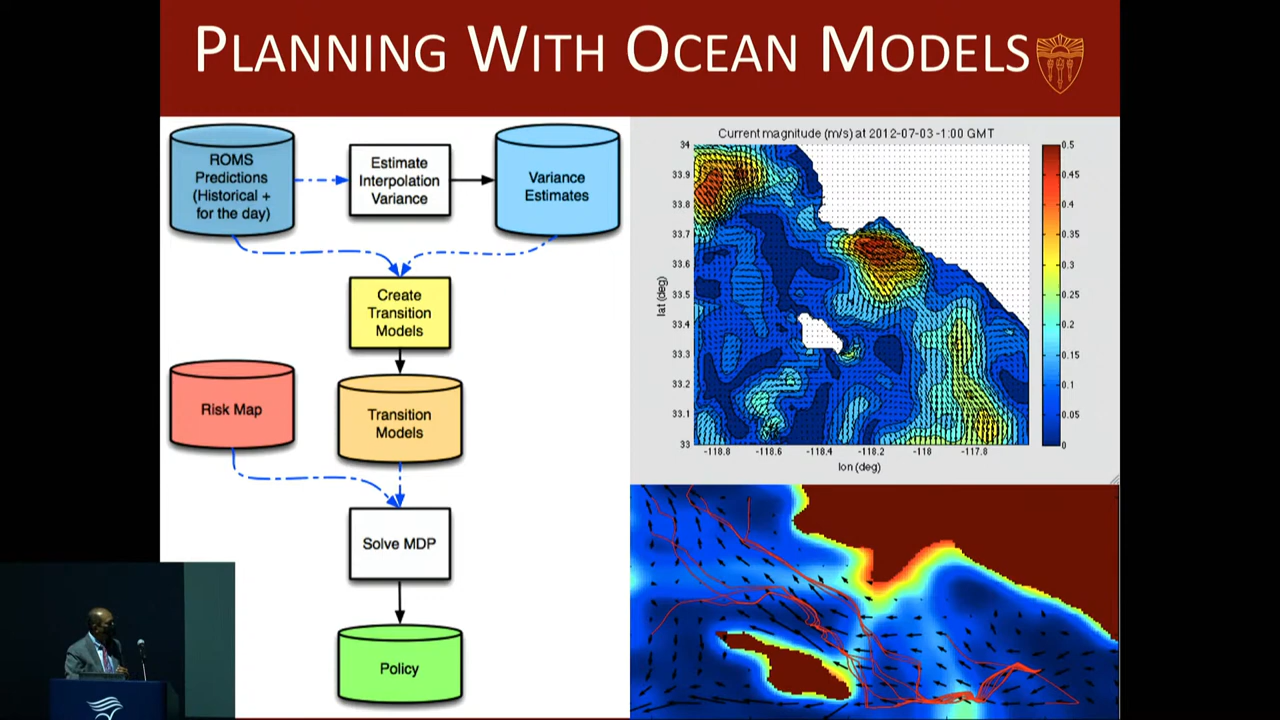 PLANNING WITH OCEAN MODELS
ROMS
Predictions
(Historical +
for the day)
Estimate
Interpolation
Variance
Variance
Estimates
Create
Transition
Models
Risk Map
Transition
Models
Solve MDP
Policy
Current magnitude (m/s) at 2012-07-03 -1:00 GMT
34
33.9
33.8
33.7
33.6
33.5
33.4
33.3
33.2
33.1
33
lat (deg)
-118.8 -118.6 -118.4 -118.2 -118 -117.8
lon (deg)
0.5
0.45
0.4
0.35
0.3
0.25
0.2
0.15
0.1
0.05
0